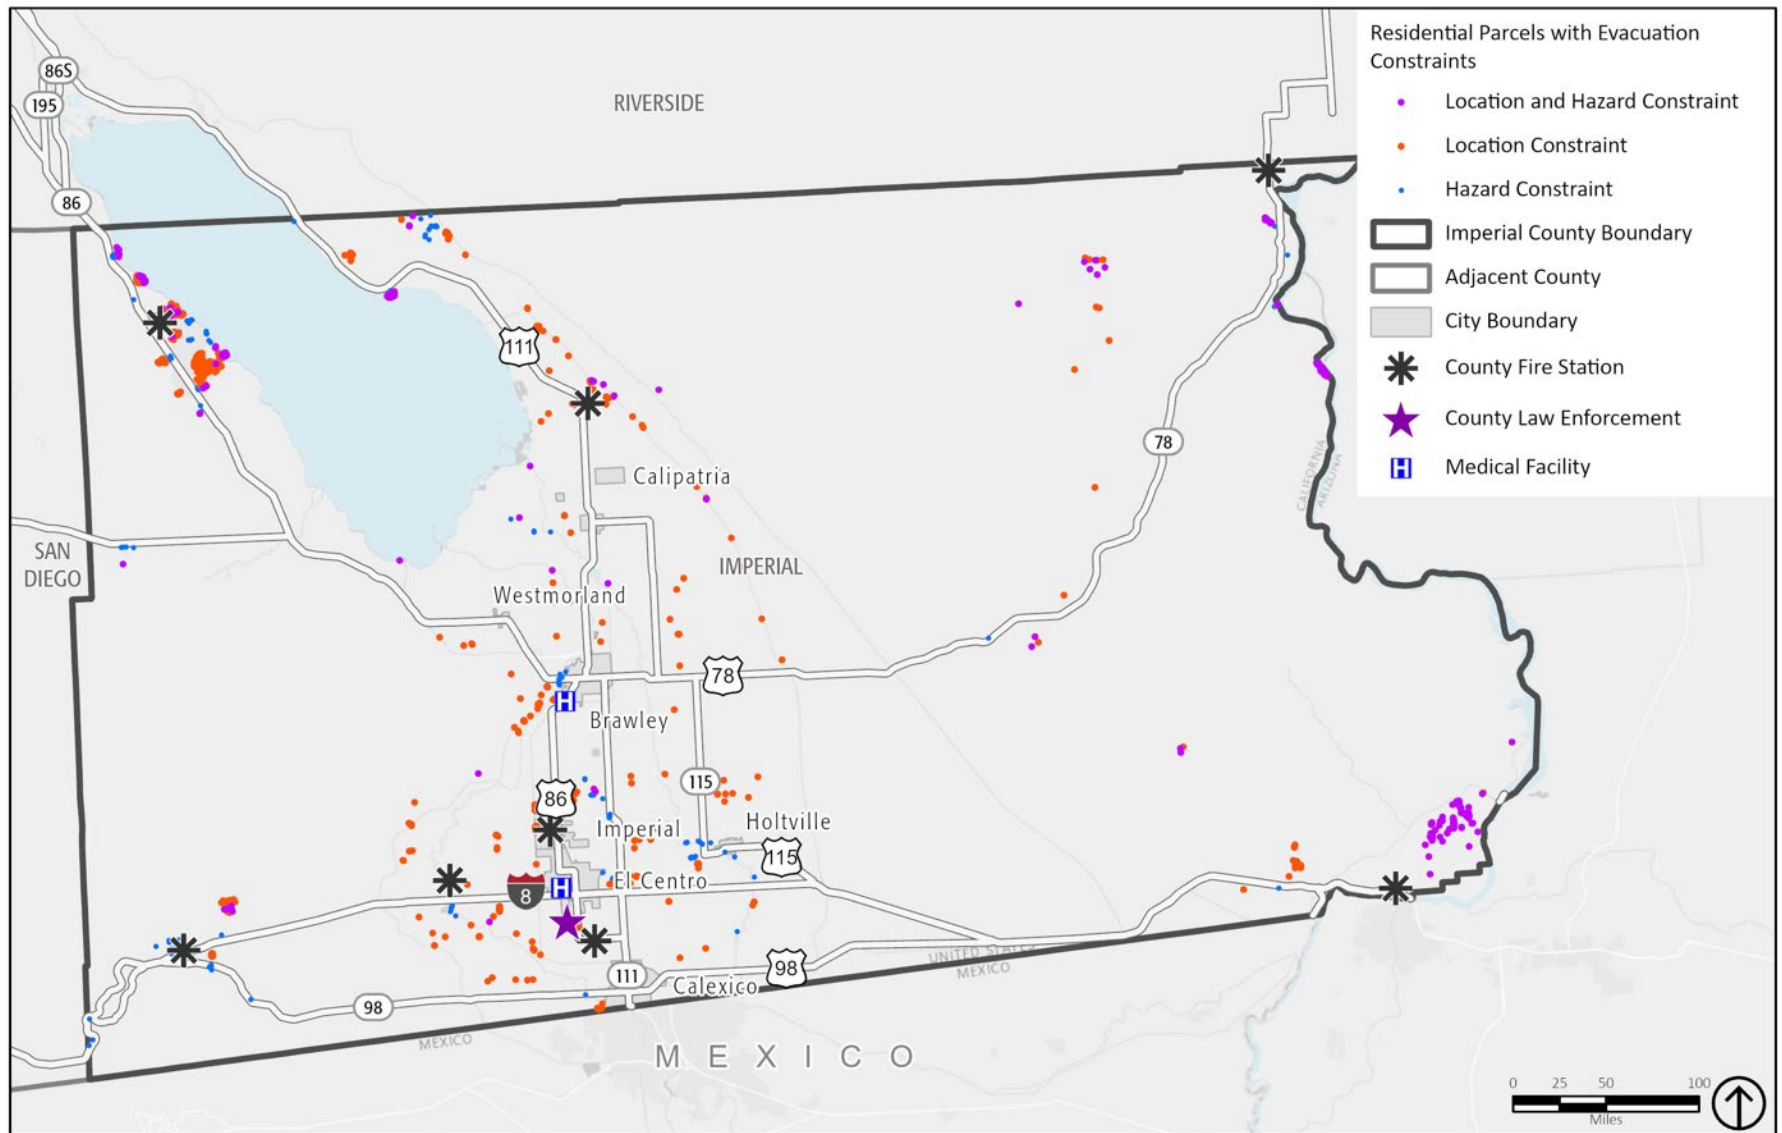 Residential Parcels with Evacuation
Constraints
Location and Hazard Constraint
Location Constraint
Hazard Constraint
Imperial County Boundary
Adjacent County
City Boundary
County Fire Station
County Law Enforcement
H Medical Facility
86S
195
RIVERSIDE
86
111
78
CALIFORNIA
ARIZONA
Calipatria
SAN
DIEGO
IMPERIAL
Westmorland
78
H
Brawley
86
115
Imperial
Holtville
115
H
El Centro
8
UNITED STATES
MEXICO
98
111
Calexico
98
MEXICO
MEXICO
0 25 50 100
Miles